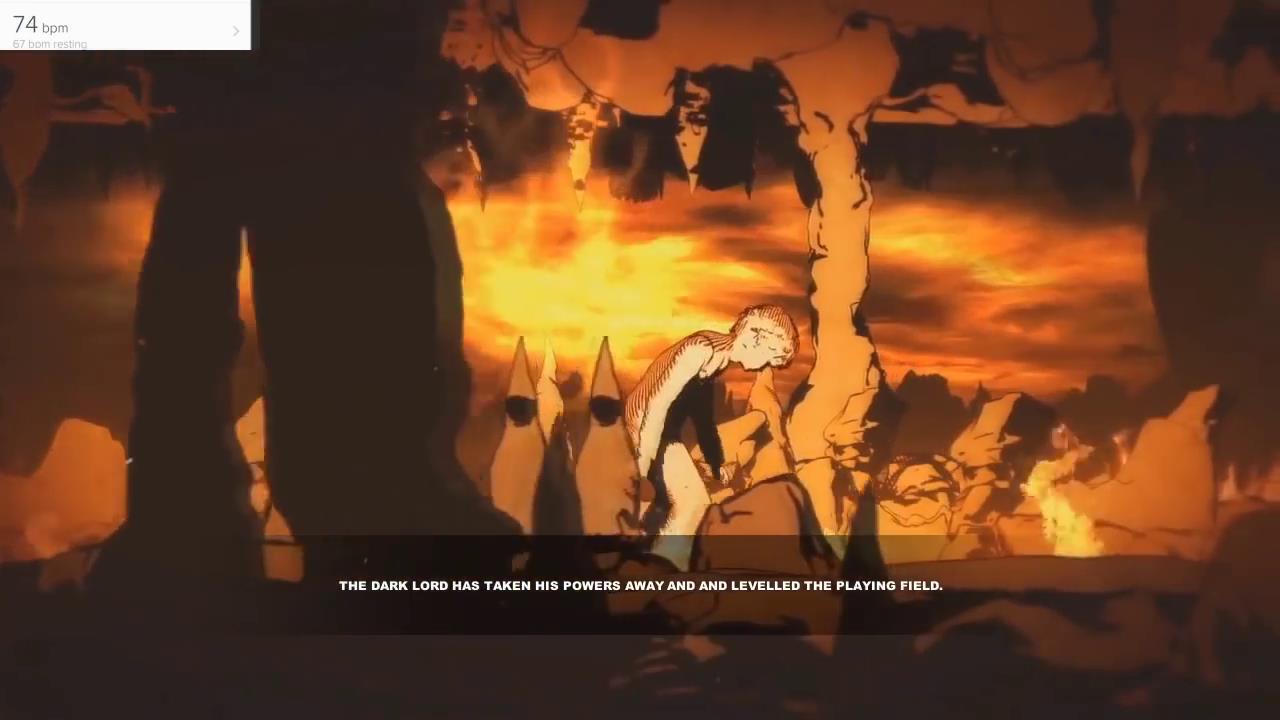 74 bpm
67 bpm resting
THE DARK LORD HAS TAKEN HIS POWERS AWAY AND AND LEVELLED THE PLAYING FIELD.